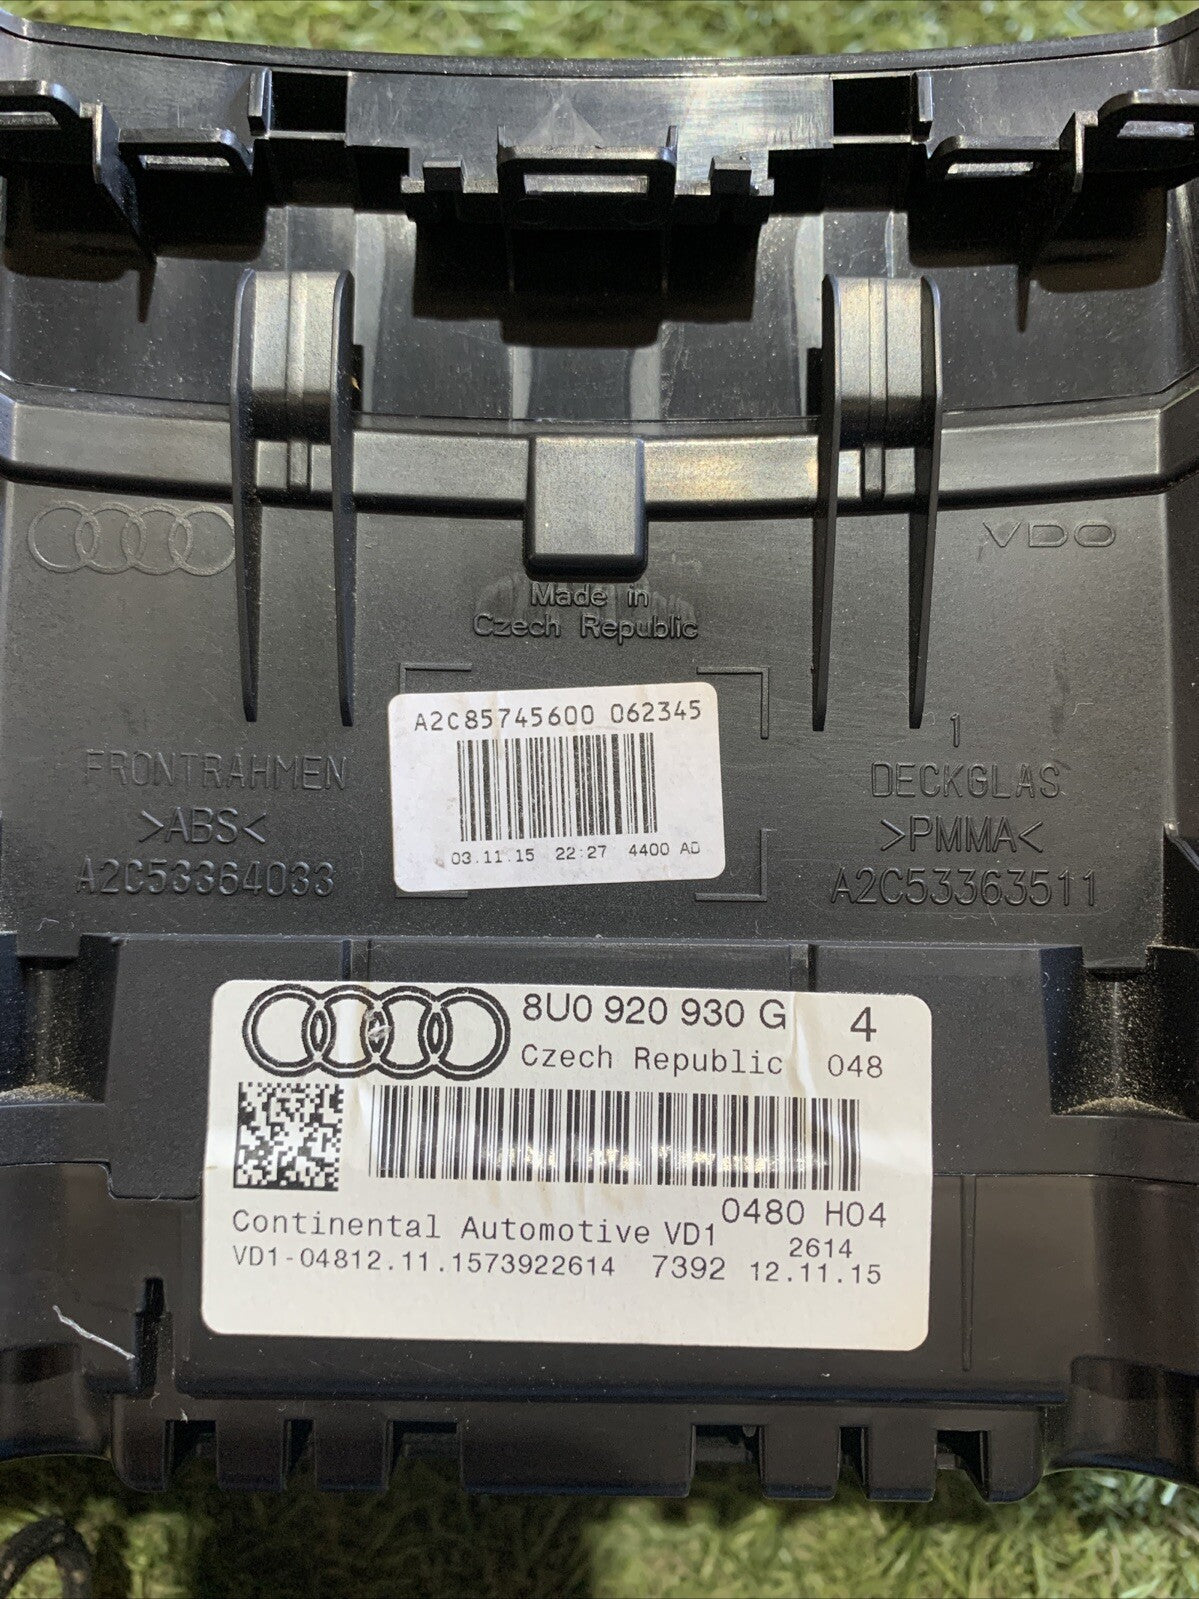 VDO
Made in
Czech Republic
A2C85745600 062345
03.11.15 22:27 4400 AD
FRONTRAHMEN
>ABS<
A2C53364033
1
DECKGLAS
>PMMA<
A2C53363511
8U0 920 930 G 4
Czech Republic 048
0480 H04
Continental Automotive VD1 2614
VD1-04812.11.1573922614 7392 12.11.15